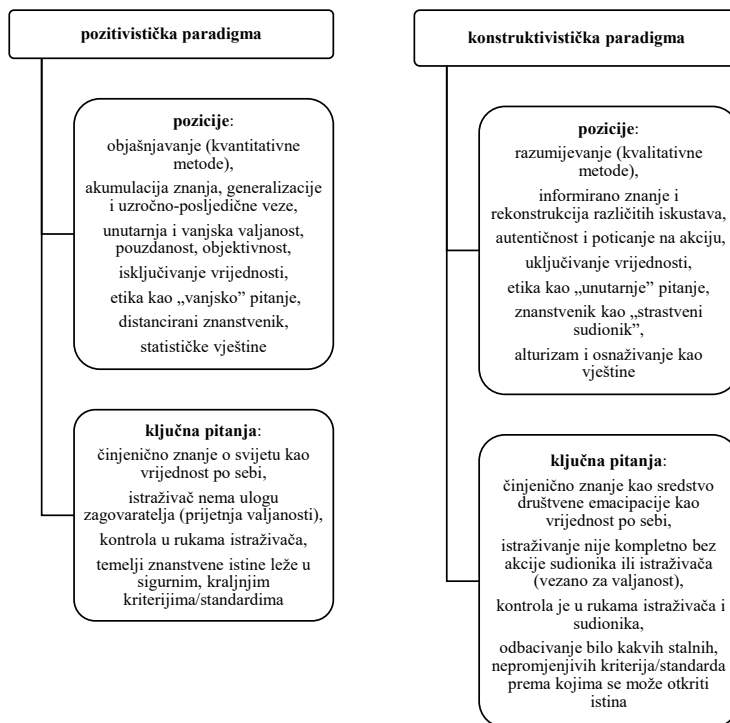 pozitivistička paradigma
pozicije:
objašnjavanje (kvantitativne
metode),
akumulacija znanja, generalizacije
i uzročno-posljedične veze,
unutarnja i vanjska valjanost,
pouzdanost, objektivnost,
isključivanje vrijednosti,
etika kao „vanjsko” pitanje,
distancirani znanstvenik,
statističke vještine
ključna pitanja:
činjenično znanje o svijetu kao
vrijednost po sebi,
istraživač nema ulogu
zagovaratelja (prijetnja valjanosti),
kontrola u rukama istraživača,
temelji znanstvene istine leže u
sigurnim, kraljnjim
kriterijima/standardima
konstruktivistička paradigma
pozicije:
razumijevanje (kvalitativne
metode),
informirano znanje i
rekonstrukcija različitih iskustava,
autentičnost i poticanje na akciju,
uključivanje vrijednosti,
etika kao „unutarnje” pitanje,
znanstvenik kao „strastveni
sudionik”,
alturizam i osnaživanje kao
vještine
ključna pitanja:
činjenično znanje kao sredstvo
društvene emacipacije kao
vrijednost po sebi,
istraživanje nije kompletno bez
akcije sudionika ili istraživača
(vezano za valjanost),
kontrola je u rukama istraživača i
sudionika,
odbacivanje bilo kakvih stalnih,
nepromjenjivih kriterija/standarda
prema kojima se može otkriti
istina